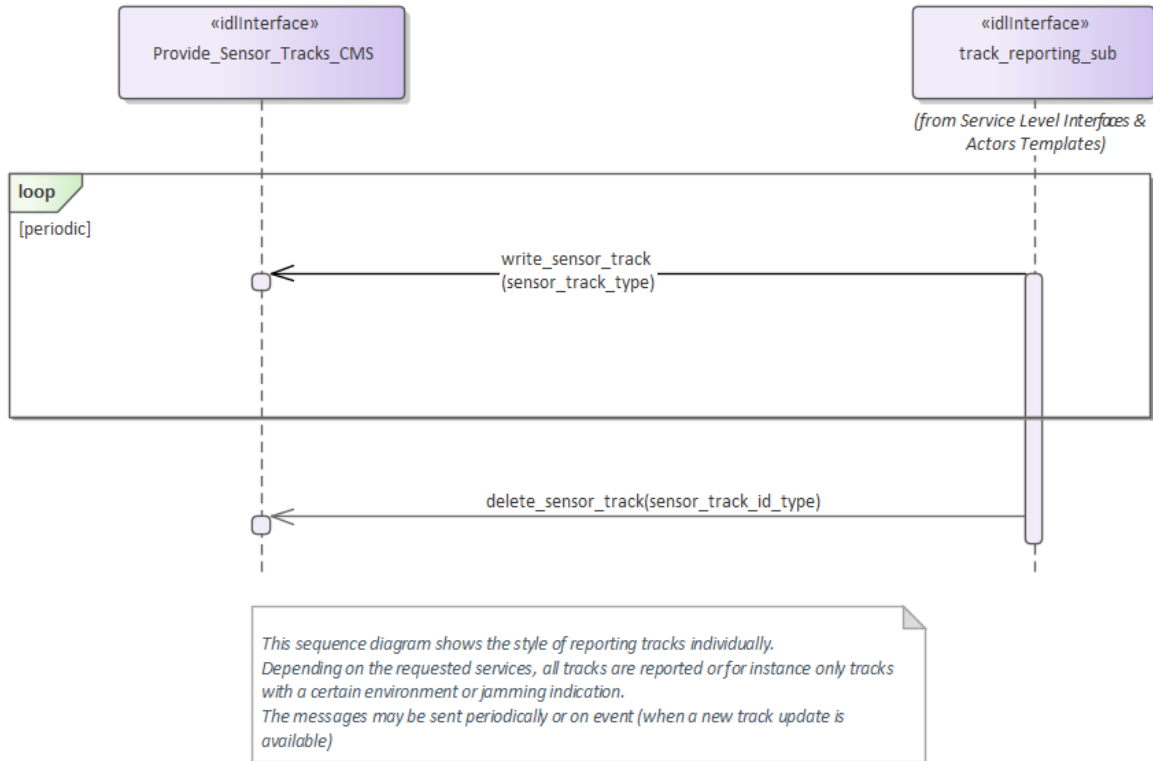 «idlInterface»
Provide_Sensor_Tracks_CMS
«idlInterface»
track_reporting_sub
(from Service Level Interfaces &
Actors Templates)
loop
[periodic]
write_sensor_track
(sensor_track_type)
delete_sensor_track(sensor_track_id_type)
This sequence diagram shows the style of reporting tracks individually.
Depending on the requested services, all tracks are reported or for instance only tracks
with a certain environment or jamming indication.
The messages may be sent periodically or on event (when a new track update is
available)